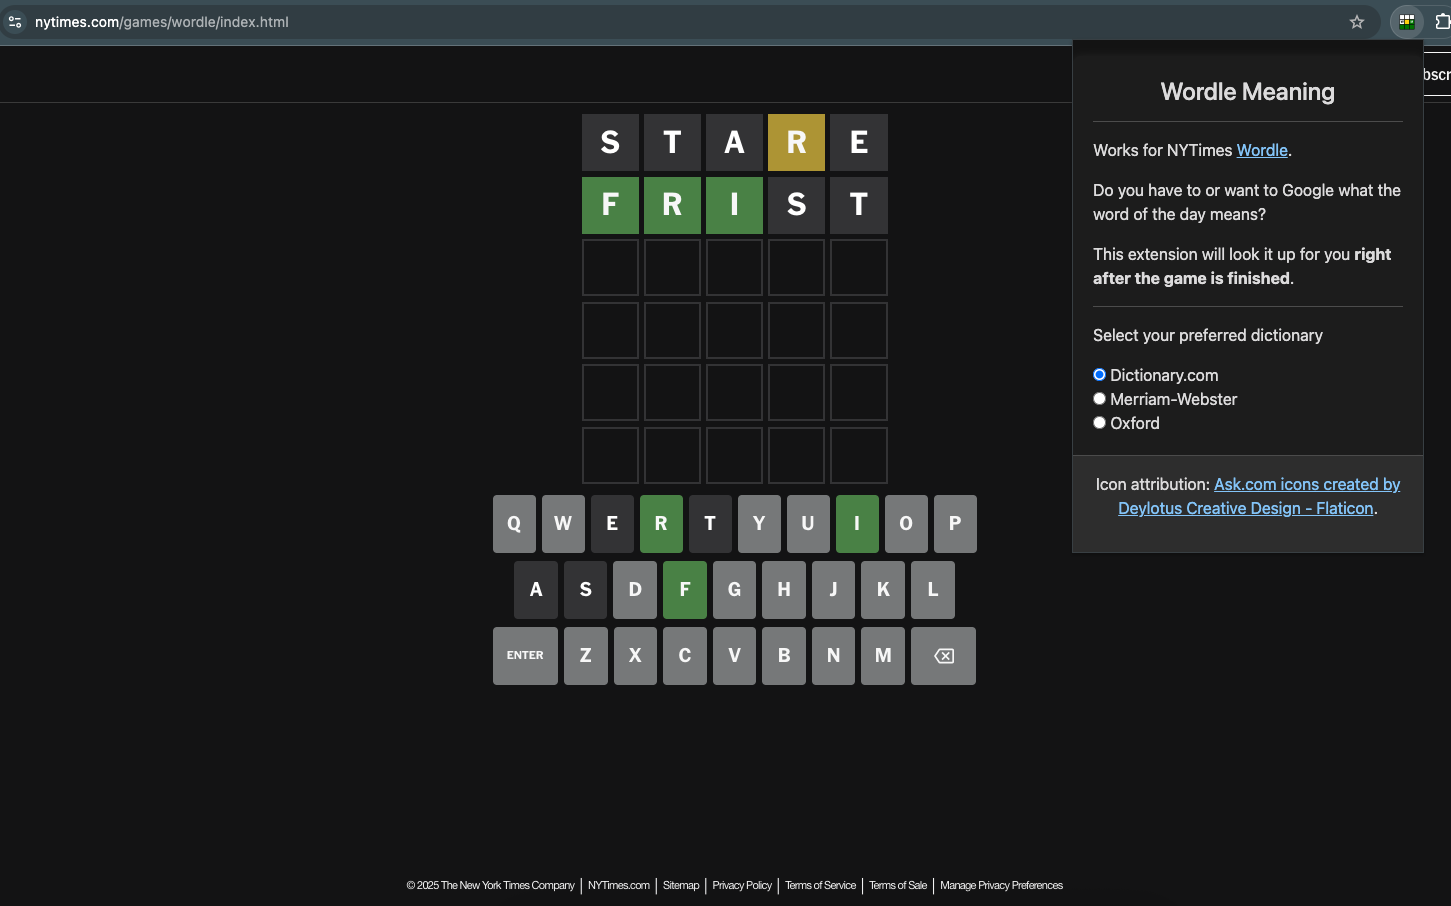 nytimes.com/games/wordle/index.html
bscr
Wordle Meaning
Works for NYTimes Wordle.
Do you have to or want to Google what the
word of the day means?
This extension will look it up for you right
after the game is finished.
Select your preferred dictionary
Dictionary.com
Merriam-Webster
Oxford
Icon attribution: Ask.com icons created by
Deylotus Creative Design - Flaticon.
S T A R E
F R I S T
Q W E R T Y U I O P
A S D F G H J K L
ENTER Z X C V B N M
© 2025 The New York Times Company | NYTimes.com | Sitemap | Privacy Policy | Terms of Service | Terms of Sale | Manage Privacy Preferences